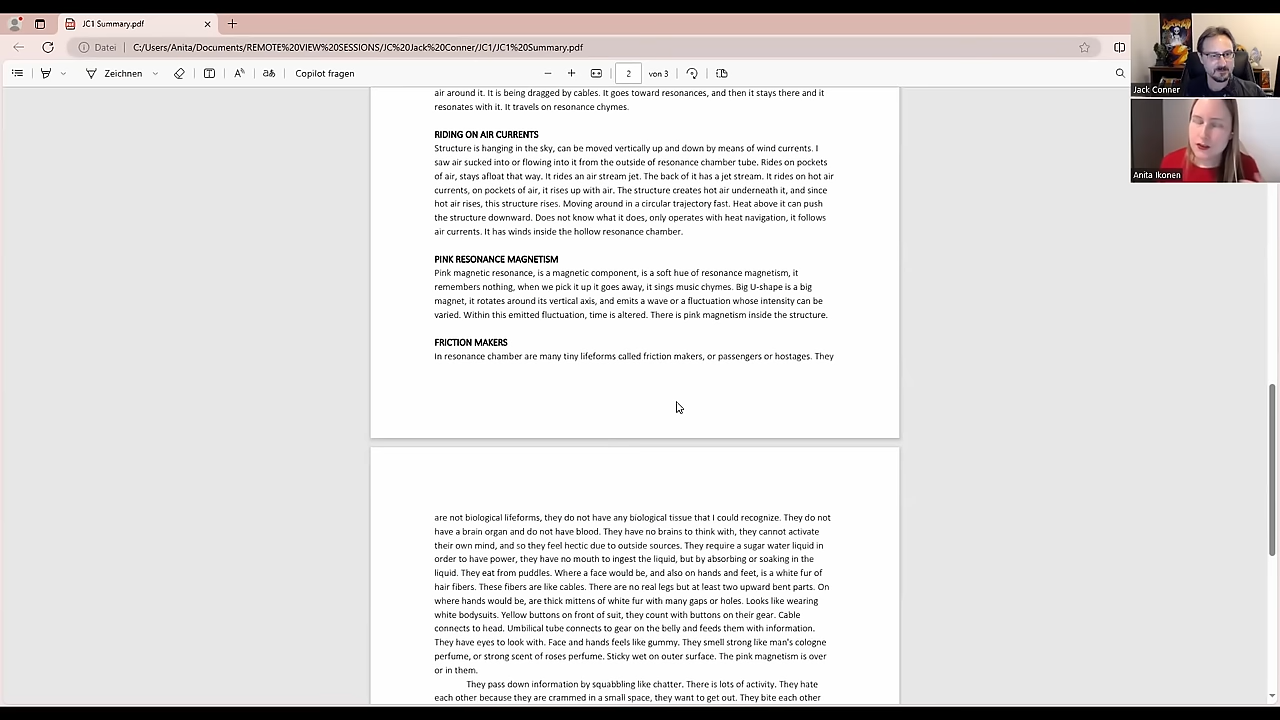 JC1 Summary.pdf
Datei
C:/Users/Anita/Documents/REMOTE%20VIEW%20SESSIONS/JC%20Jack%20Conner/JC1/JC1%20Summary.pdf
Zeichnen
Copilot fragen
2
von 3
Jack Conner
Anita Ikonen
air around it. It is being dragged by cables. It goes toward resonances, and then it stays there and it
resonates with it. It travels on resonance chymes.
RIDING ON AIR CURRENTS
Structure is hanging in the sky, can be moved vertically up and down by means of wind currents. I
saw air sucked into or flowing into it from the outside of resonance chamber tube. Rides on pockets
of air, stays afloat that way. It rides an air stream jet. The back of it has a jet stream. It rides on hot air
currents, on pockets of air, it rises up with air. The structure creates hot air underneath it, and since
hot air rises, this structure rises. Moving around in a circular trajectory fast. Heat above it can push
the structure downward. Does not know what it does, only operates with heat navigation, it follows
air currents. It has winds inside the hollow resonance chamber.
PINK RESONANCE MAGNETISM
Pink magnetic resonance, is a magnetic component, is a soft hue of resonance magnetism, it
remembers nothing, when we pick it up it goes away, it sings music chymes. Big U-shape is a big
magnet, it rotates around its vertical axis, and emits a wave or a fluctuation whose intensity can be
varied. Within this emitted fluctuation, time is altered. There is pink magnetism inside the structure.
FRICTION MAKERS
In resonance chamber are many tiny lifeforms called friction makers, or passengers or hostages. They
are not biological lifeforms, they do not have any biological tissue that I could recognize. They do not
have a brain organ and do not have blood. They have no brains to think with, they cannot activate
their own mind, and so they feel hectic due to outside sources. They require a sugar water liquid in
order to have power, they have no mouth to ingest the liquid, but by absorbing or soaking in the
liquid. They eat from puddles. Where a face would be, and also on hands and feet, is a white fur of
hair fibers. These fibers are like cables. There are no real legs but at least two upward bent parts. On
where hands would be, are thick mittens of white fur with many gaps or holes. Looks like wearing
white bodysuits. Yellow buttons on front of suit, they count with buttons on their gear. Cable
connects to head. Umbilical tube connects to gear on the belly and feeds them with information.
They have eyes to look with. Face and hands feels like gummy. They smell strong like man's cologne
perfume, or strong scent of roses perfume. Sticky wet on outer surface. The pink magnetism is over
or in them.
They pass down information by squabbling like chatter. There is lots of activity. They hate
each other because they are crammed in a small space, they want to get out. They bite each other